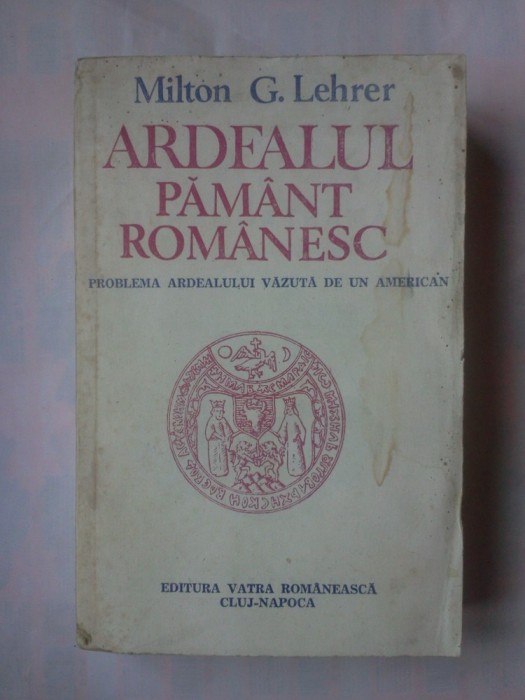 Milton G. Lehrer
ARDEALUL
PĂMÂNT
ROMÂNESC
PROBLEMA ARDEALULUI VĂZUTĂ DE UN AMERICAN
EDITURA VATRA ROMÂNEASCĂ
CLUJ-NAPOCA